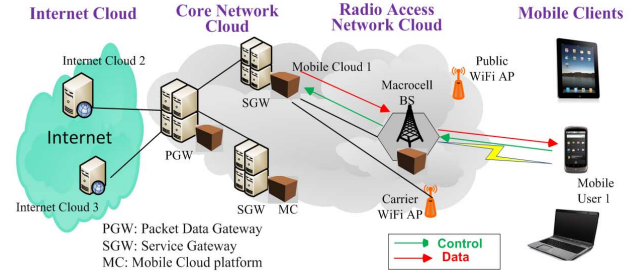 Internet Cloud
Core Network
Cloud
Radio Access
Network Cloud
Mobile Clients
Internet Cloud 2
Internet
Internet Cloud 3
PGW
SGW
Mobile Cloud 1
SGW
MC
Macrocell
BS
Public
WiFi AP
Carrier
WiFi AP
Mobile
User 1
PGW: Packet Data Gateway
SGW: Service Gateway
MC: Mobile Cloud platform
Control
Data